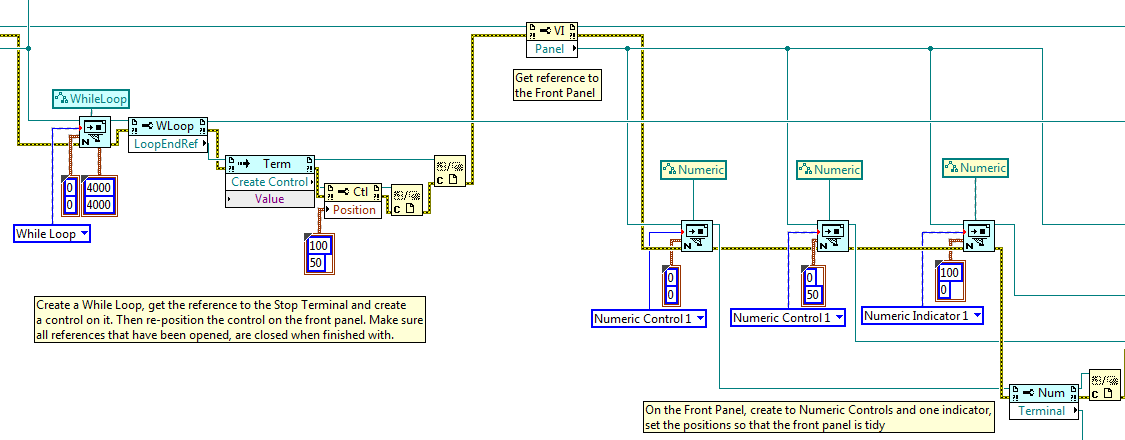 VI
Panel
Get reference to
the Front Panel
WhileLoop
WLoop
LoopEndRef
N
0
0
4000
4000
While Loop
Term
Create Control
Value
C
Ctl
Position
C
100
50
Create a While Loop, get the reference to the Stop Terminal and create
a control on it. Then re-position the control on the front panel. Make sure
all references that have been opened, are closed when finished with.
Numeric
Numeric
Numeric
N
N
N
0
0
0
50
100
0
Numeric Control 1
Numeric Control 1
Numeric Indicator 1
Num
Terminal
C
On the Front Panel, create to Numeric Controls and one indicator,
set the positions so that the front panel is tidy